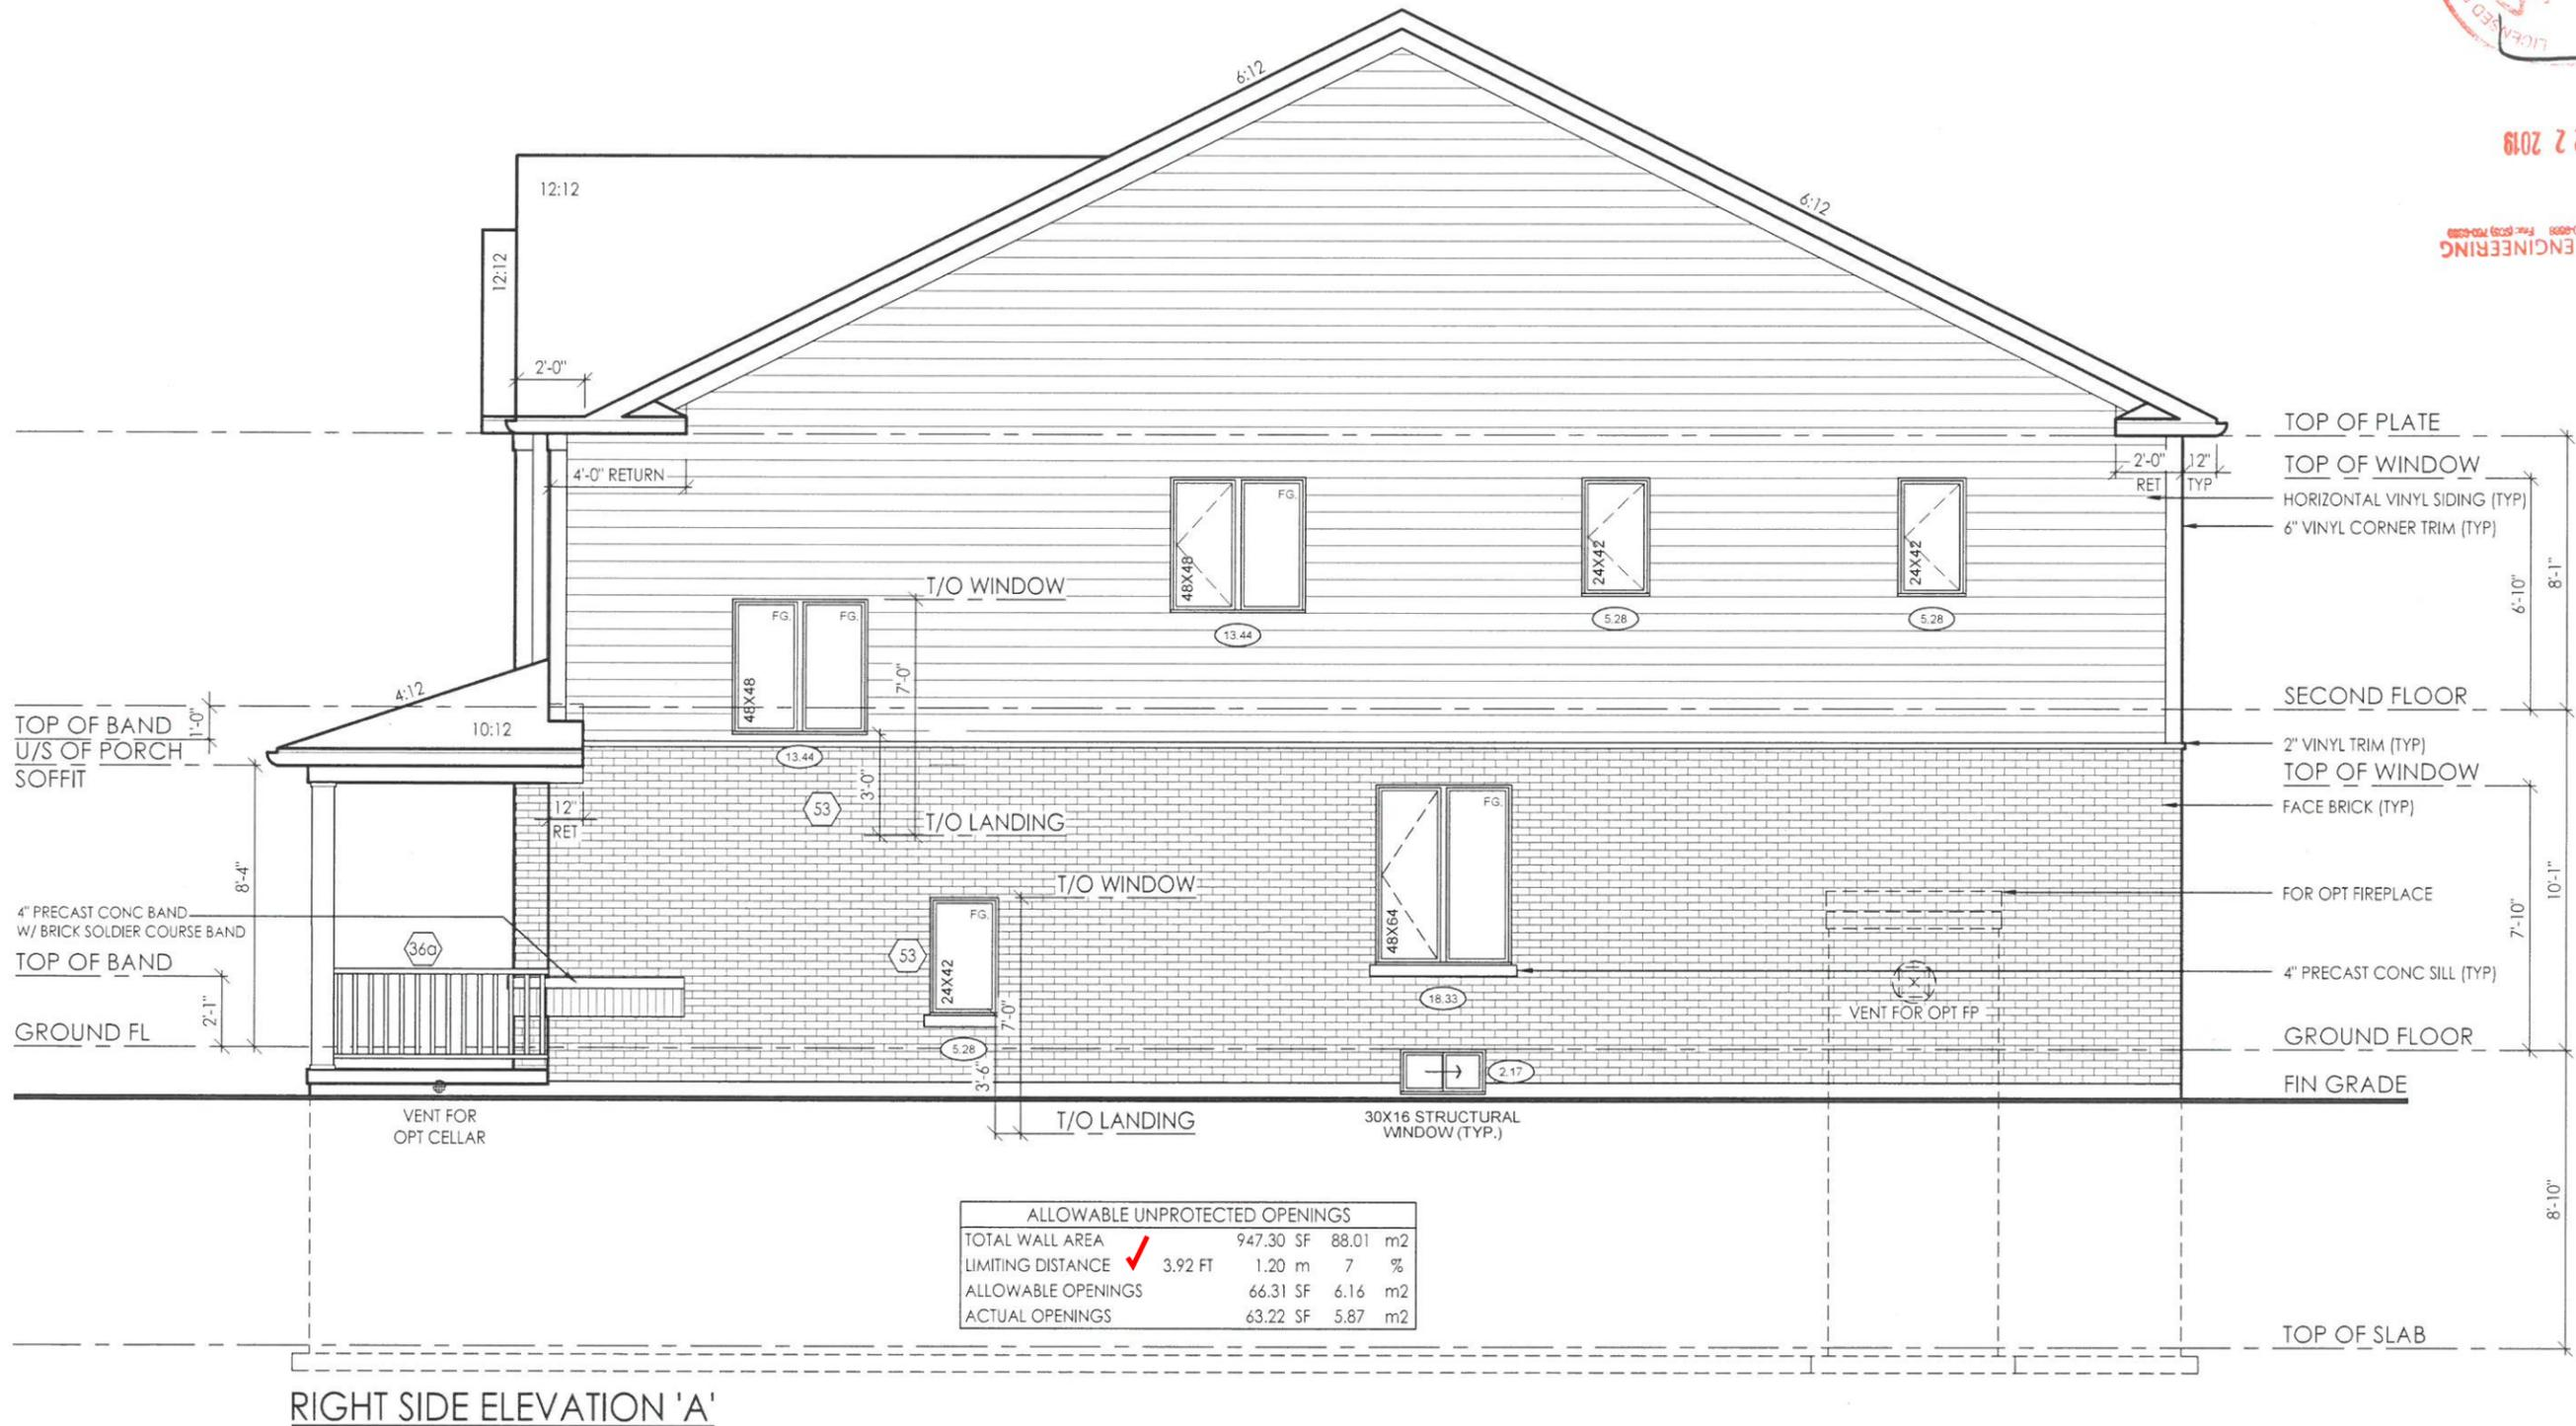 LICENSED
2 2019
ENGINEERING
6:12
6:12
12:12
12:12
2'-0"
TOP OF PLATE
4'-0" RETURN
2'-0" 12"
RET TYP
TOP OF WINDOW
HORIZONTAL VINYL SIDING (TYP)
6" VINYL CORNER TRIM (TYP)
FG.
48X48
13.44
24X42
5.28
24X42
5.28
8'-1"
6'-10"
T/O WINDOW
FG. FG.
48X48
13.44
7'-0"
3'-0"
53
T/O LANDING
4:12
10:12
SECOND FLOOR
TOP OF BAND
1'-0"
U/S OF PORCH
SOFFIT
2" VINYL TRIM (TYP)
TOP OF WINDOW
FACE BRICK (TYP)
12"
RET
8'-4"
T/O WINDOW
FG.
24X42
53
5.28
7'-0"
3'-6"
T/O LANDING
FG.
48X64
18.33
FOR OPT FIREPLACE
10'-1"
7'-10"
4" PRECAST CONC BAND
W/ BRICK SOLDIER COURSE BAND
36a
TOP OF BAND
2'-1"
GROUND FL
4" PRECAST CONC SILL (TYP)
VENT FOR OPT FP
GROUND FLOOR
2.17
FIN GRADE
VENT FOR
OPT CELLAR
30X16 STRUCTURAL
WINDOW (TYP.)
8'-10"
ALLOWABLE UNPROTECTED OPENINGS
TOTAL WALL AREA 947.30 SF 88.01 m2
LIMITING DISTANCE 3.92 FT 1.20 m 7 %
ALLOWABLE OPENINGS 66.31 SF 6.16 m2
ACTUAL OPENINGS 63.22 SF 5.87 m2
TOP OF SLAB
RIGHT SIDE ELEVATION 'A'